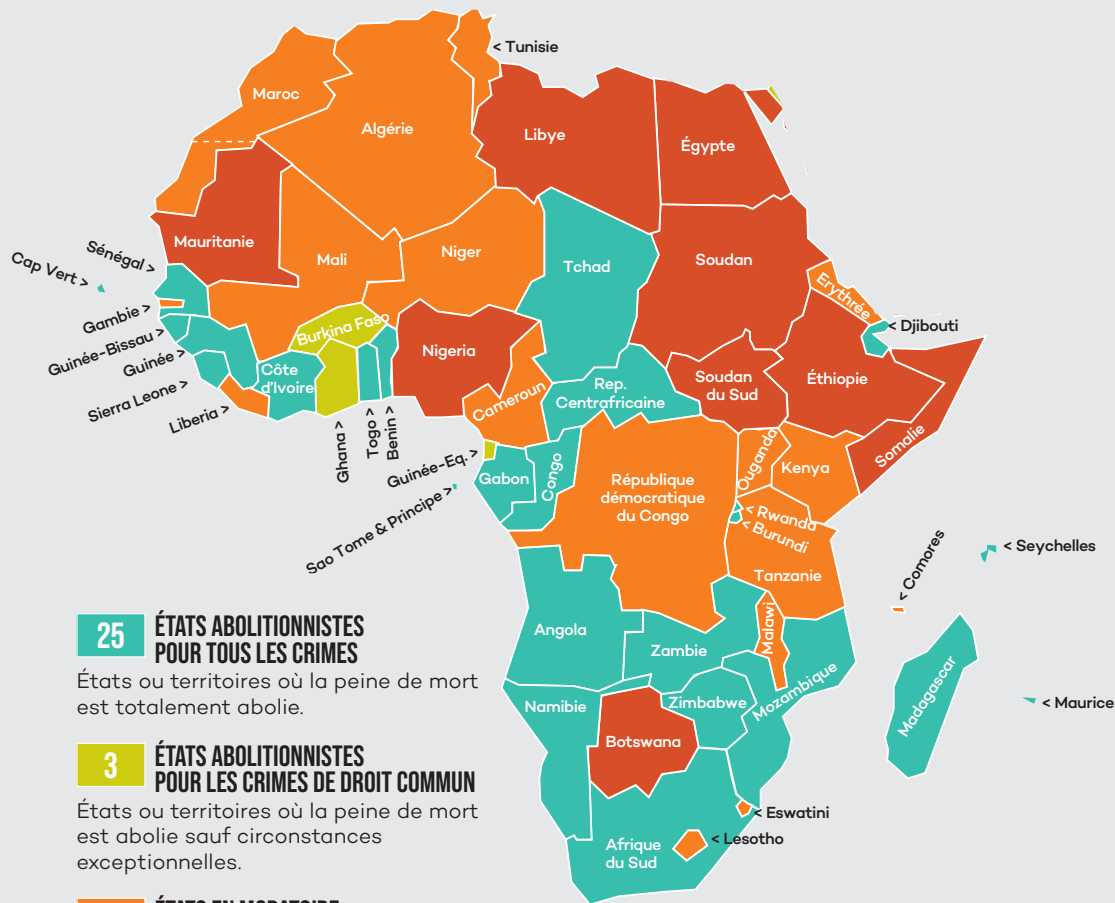 < Tunisie
Maroc
Algérie
Libye
Égypte
Mauritanie
Mali
Niger
Tchad
Soudan
Erythrée
Sénégal >
Cap Vert >
Gambie >
Guinée-Bissau >
Guinée >
Sierra Leone >
Liberia >
Burkina Faso
Côte
d'Ivoire
Ghana >
Togo >
Benin >
Nigeria
Cameroun
Rep.
Centrafricaine
Soudan
du Sud
Éthiopie
< Djibouti
Somalie
Guinée-Eq. >
Sao Tome & Principe >
Gabon
Congo
République
démocratique
du Congo
Ouganda
Kenya
< Rwanda
< Burundi
Tanzanie
< Comores
< Seychelles
Angola
Zambie
Malawi
Mozambique
Madagascar
< Maurice
Namibie
Zimbabwe
Botswana
< Eswatini
< Lesotho
Afrique
du Sud
25
ÉTATS ABOLITIONNISTES
POUR TOUS LES CRIMES
États ou territoires où la peine de mort
est totalement abolie.
3
ÉTATS ABOLITIONNISTES
POUR LES CRIMES DE DROIT COMMUN
États ou territoires où la peine de mort
est abolie sauf circonstances
exceptionnelles.
ÉTATS EN MORATOIRE